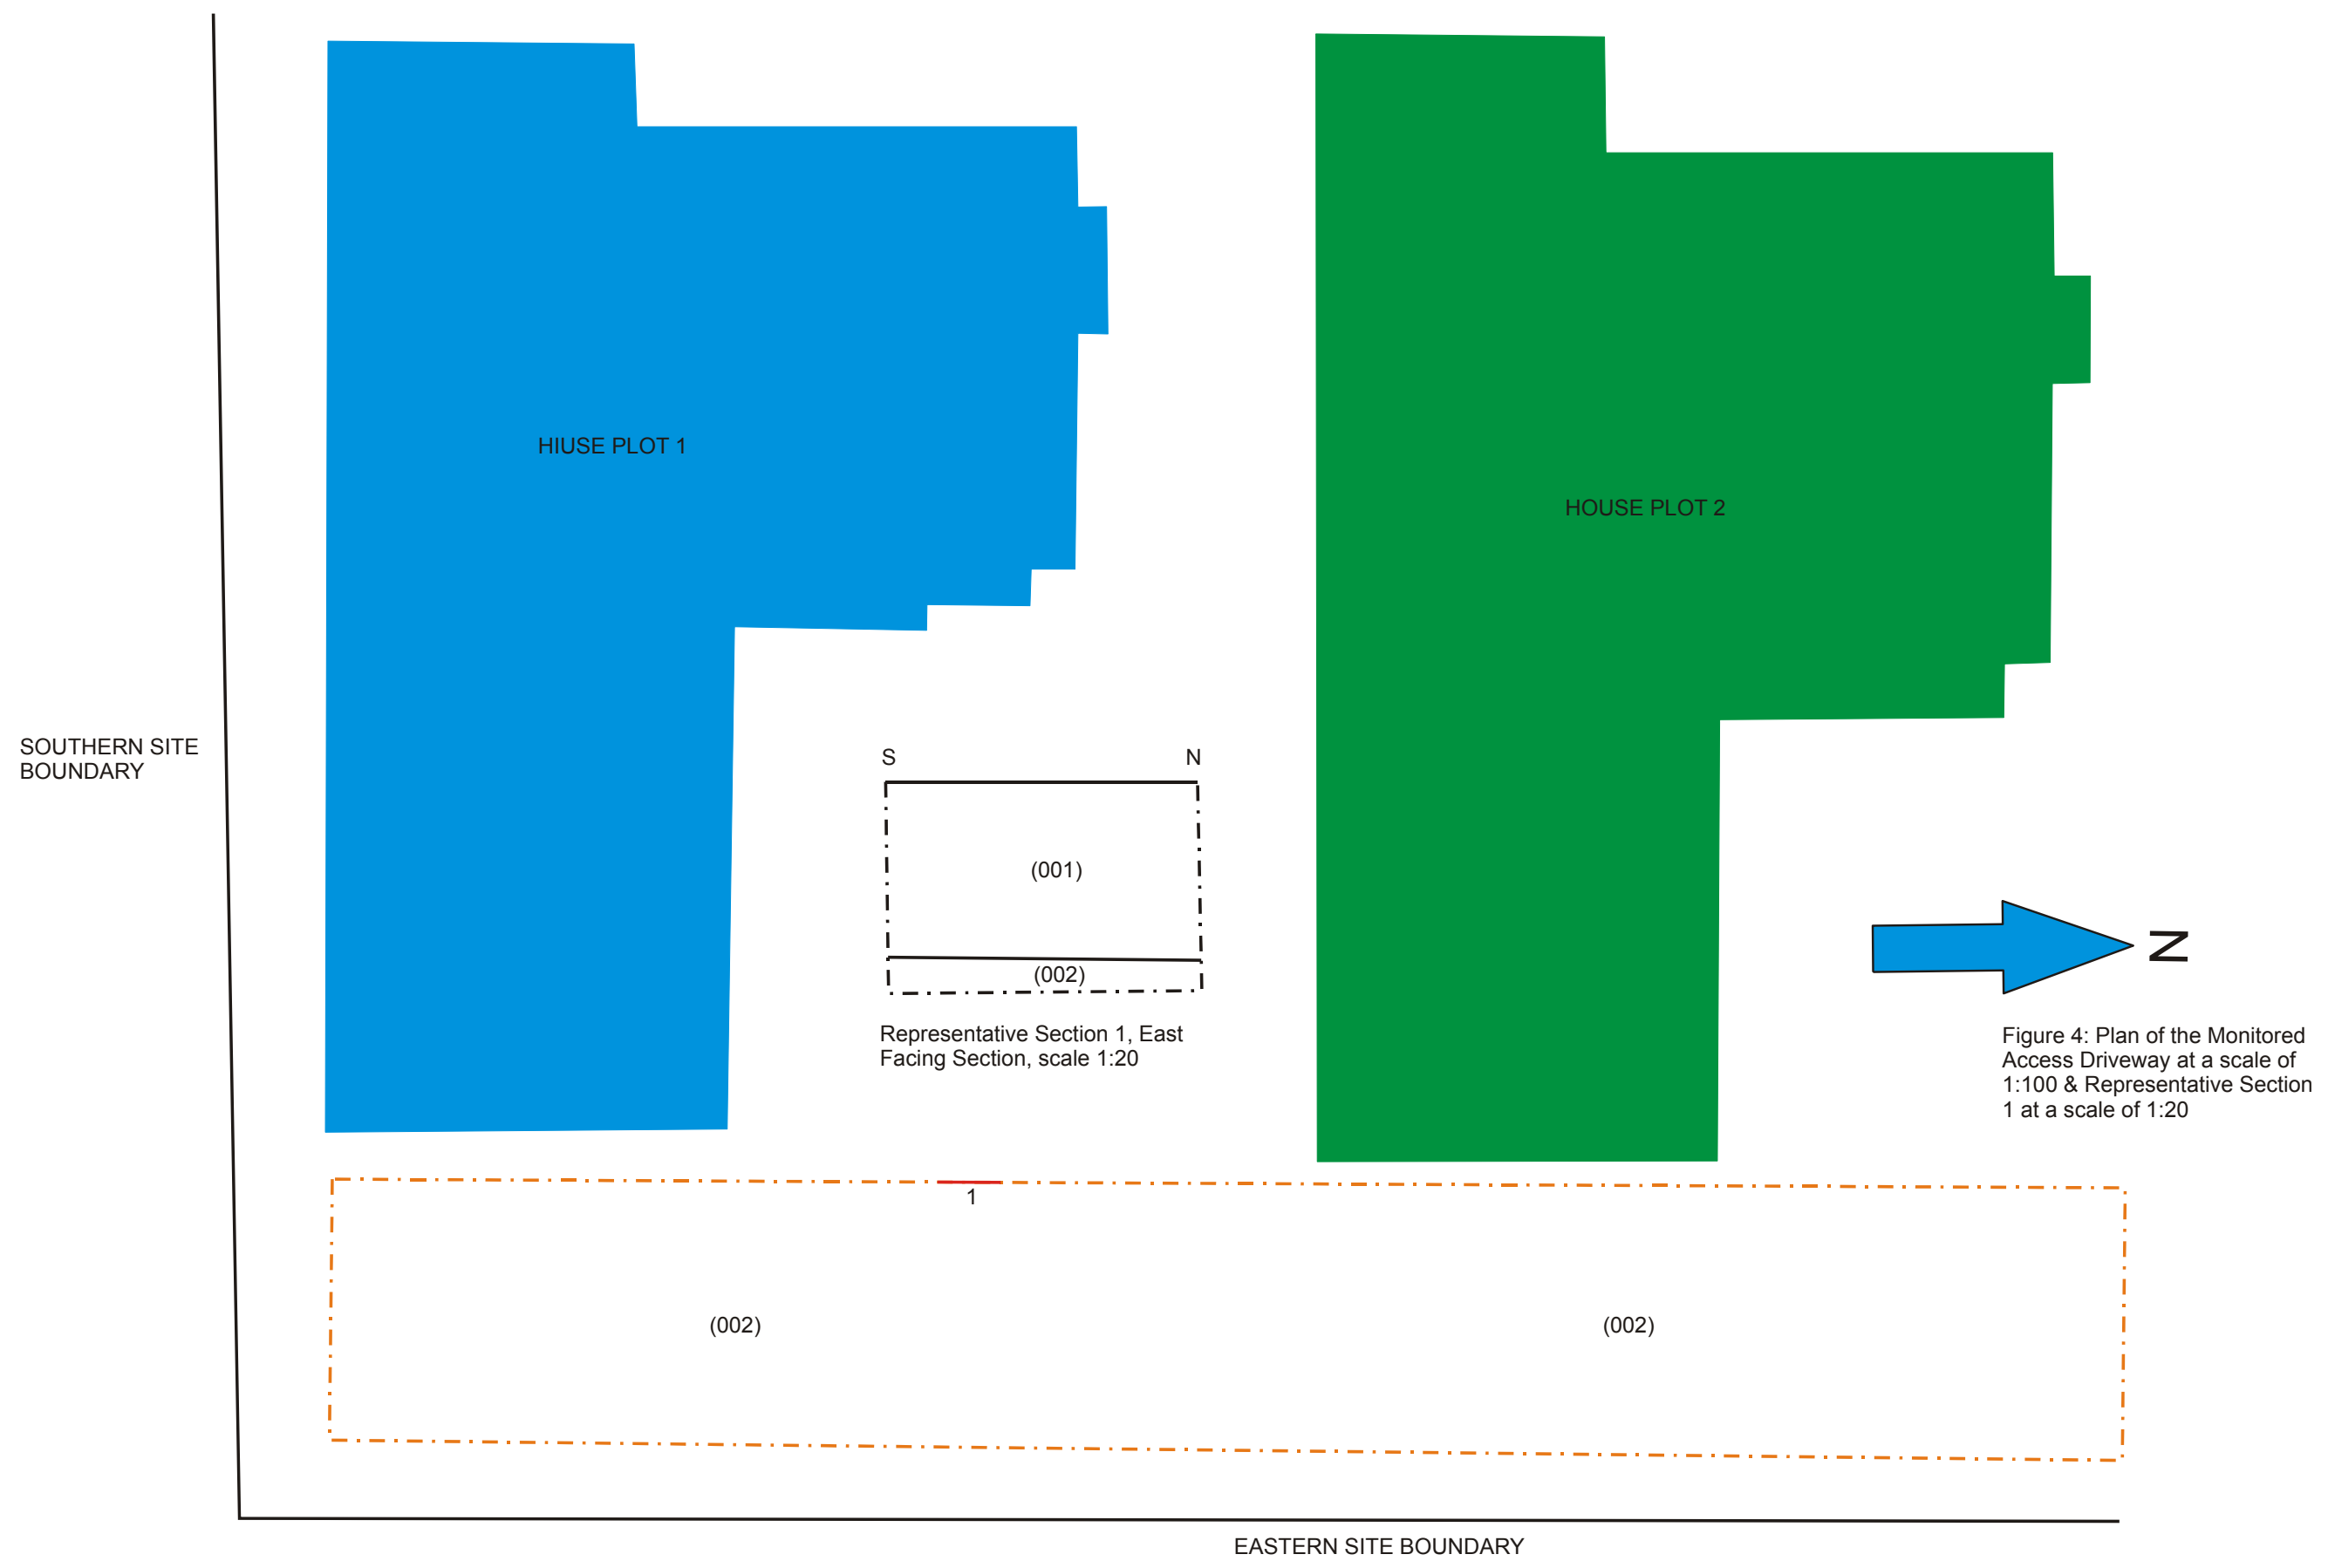 HIUSE PLOT 1
HOUSE PLOT 2
SOUTHERN SITE
BOUNDARY
S
N
(001)
(002)
Representative Section 1, East
Facing Section, scale 1:20
N
Figure 4: Plan of the Monitored
Access Driveway at a scale of
1:100 & Representative Section
1 at a scale of 1:20
1
(002)
(002)
EASTERN SITE BOUNDARY